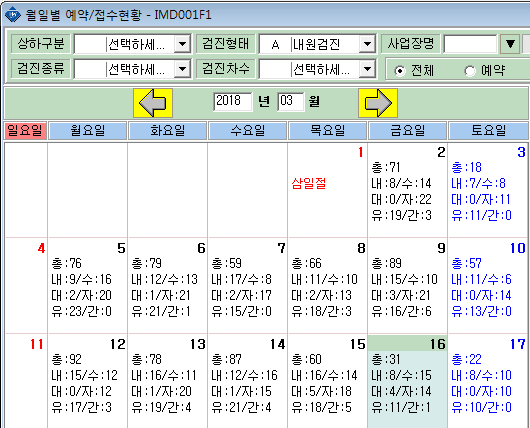 월일별 예약/접수현황 - IMD001F1
상하구분 선택하세... 검진형태 A 내원검진 사업장명
검진종류 선택하세... 검진차수 선택하세... 전체 예약
2018 년 03 월
일요일 월요일 화요일 수요일 목요일 금요일 토요일
1 2 3
총:71 총:18
삼일절 내:8/수:14 내:7/수:8
대:0/자:22 대:0/자:11
유:19/간:3 유:11/간:0
4 5 6 7 8 9 10
총:76 총:79 총:59 총:66 총:89 총:57
내:9/수:16 내:12/수:13 내:17/수:8 내:11/수:10 내:15/수:10 내:11/수:6
대:2/자:20 대:1/자:21 대:2/자:17 대:2/자:13 대:3/자:21 대:0/자:14
유:23/간:0 유:21/간:1 유:15/간:0 유:18/간:3 유:16/간:6 유:13/간:0
11 12 13 14 15 16 17
총:92 총:78 총:87 총:60 총:31 총:22
내:15/수:12 내:16/수:11 내:12/수:16 내:16/수:14 내:8/수:15 내:8/수:10
대:0/자:12 대:1/자:20 대:1/자:15 대:5/자:18 대:4/자:14 대:0/자:10
유:17/간:3 유:19/간:4 유:21/간:4 유:18/간:5 유:11/간:1 유:10/간:0